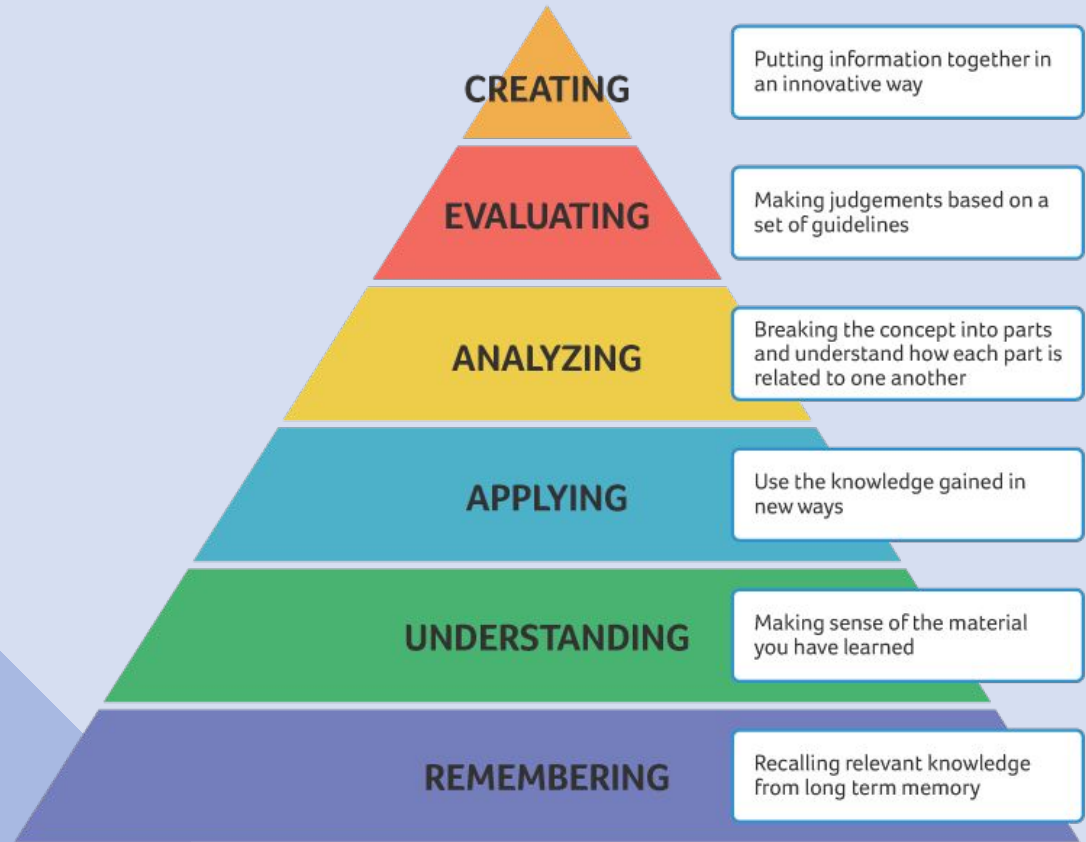 CREATING
Putting information together in
an innovative way
EVALUATING
Making judgements based on a
set of guidelines
ANALYZING
Breaking the concept into parts
and understand how each part is
related to one another
APPLYING
Use the knowledge gained in
new ways
UNDERSTANDING
Making sense of the material
you have learned
REMEMBERING
Recalling relevant knowledge
from long term memory